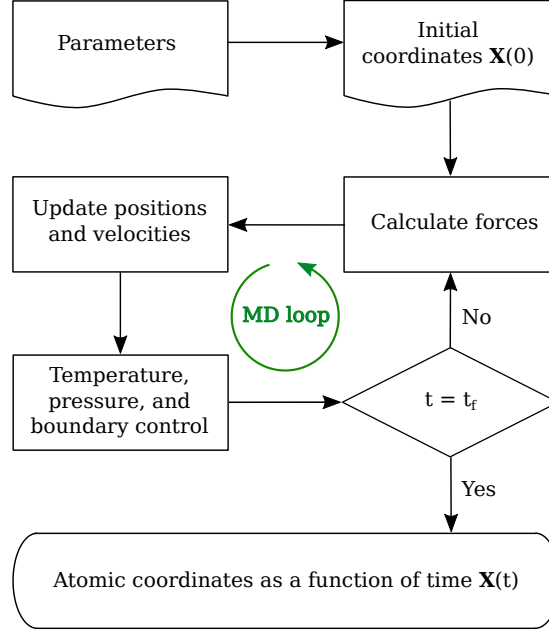 Parameters
Initial
coordinates X(0)
Update positions
and velocities
Calculate forces
MD loop
No
Temperature,
pressure, and
boundary control
t = tf
Yes
Atomic coordinates as a function of time X(t)